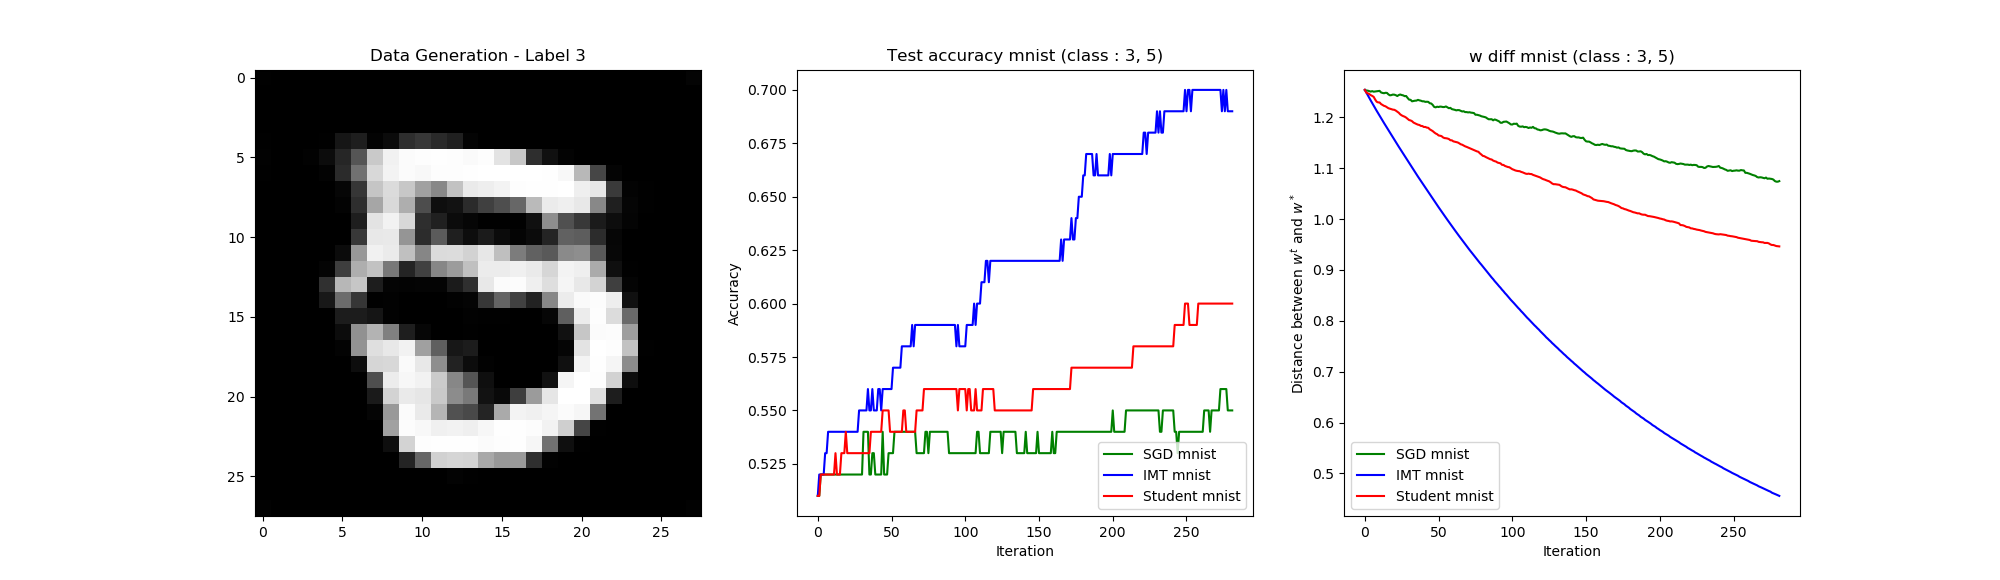 Data Generation - Label 3
0
5
10
15
20
25
0 5 10 15 20 25
Test accuracy mnist (class : 3, 5)
Accuracy
0.700
0.675
0.650
0.625
0.600
0.575
0.550
0.525
SGD mnist
IMT mnist
Student mnist
0 50 100 150 200 250
Iteration
w diff mnist (class : 3, 5)
Distance between w^t and w^*
1.2
1.1
1.0
0.9
0.8
0.7
0.6
0.5
SGD mnist
IMT mnist
Student mnist
0 50 100 150 200 250
Iteration